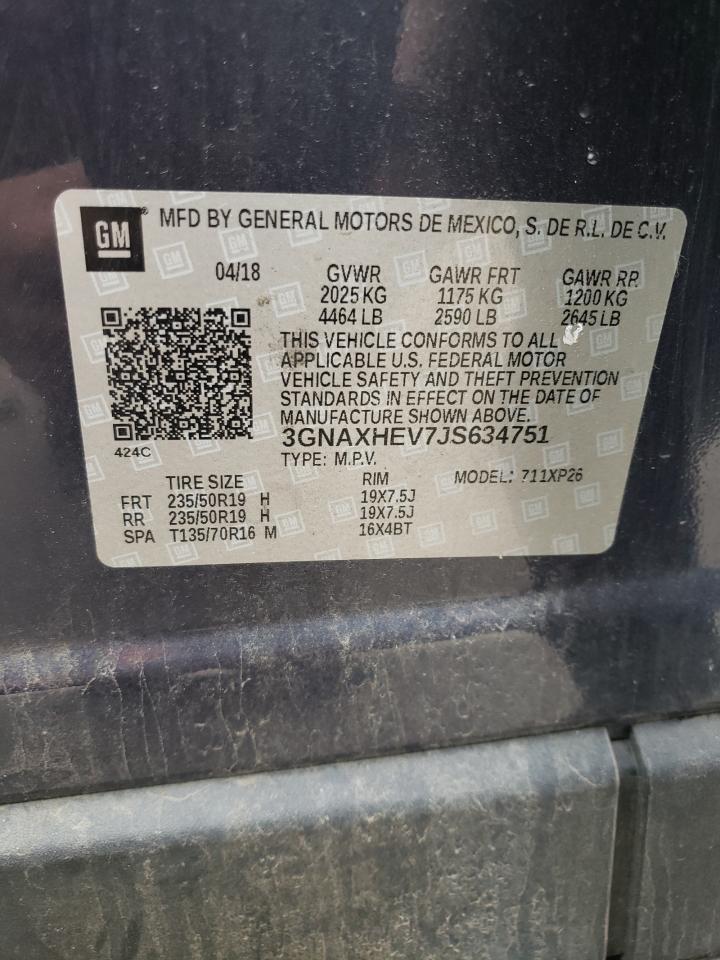 GM® MFD BY GENERAL MOTORS DE MEXICO, S. DE R.L. DE C.V.
04/18 GVWR GAWR FRT GAWR RR
2025 KG 1175 KG 1200 KG
4464 LB 2590 LB 2645 LB
THIS VEHICLE CONFORMS TO ALL
APPLICABLE U.S. FEDERAL MOTOR
VEHICLE SAFETY AND THEFT PREVENTION
STANDARDS IN EFFECT ON THE DATE OF
MANUFACTURE SHOWN ABOVE.
3GNAXHEV7JS634751
424C
TYPE: M.P.V.
TIRE SIZE RIM MODEL: 711XP26
FRT 235/50R19 H 19X7.5J
RR 235/50R19 H 19X7.5J
SPA T135/70R16 M 16X4BT